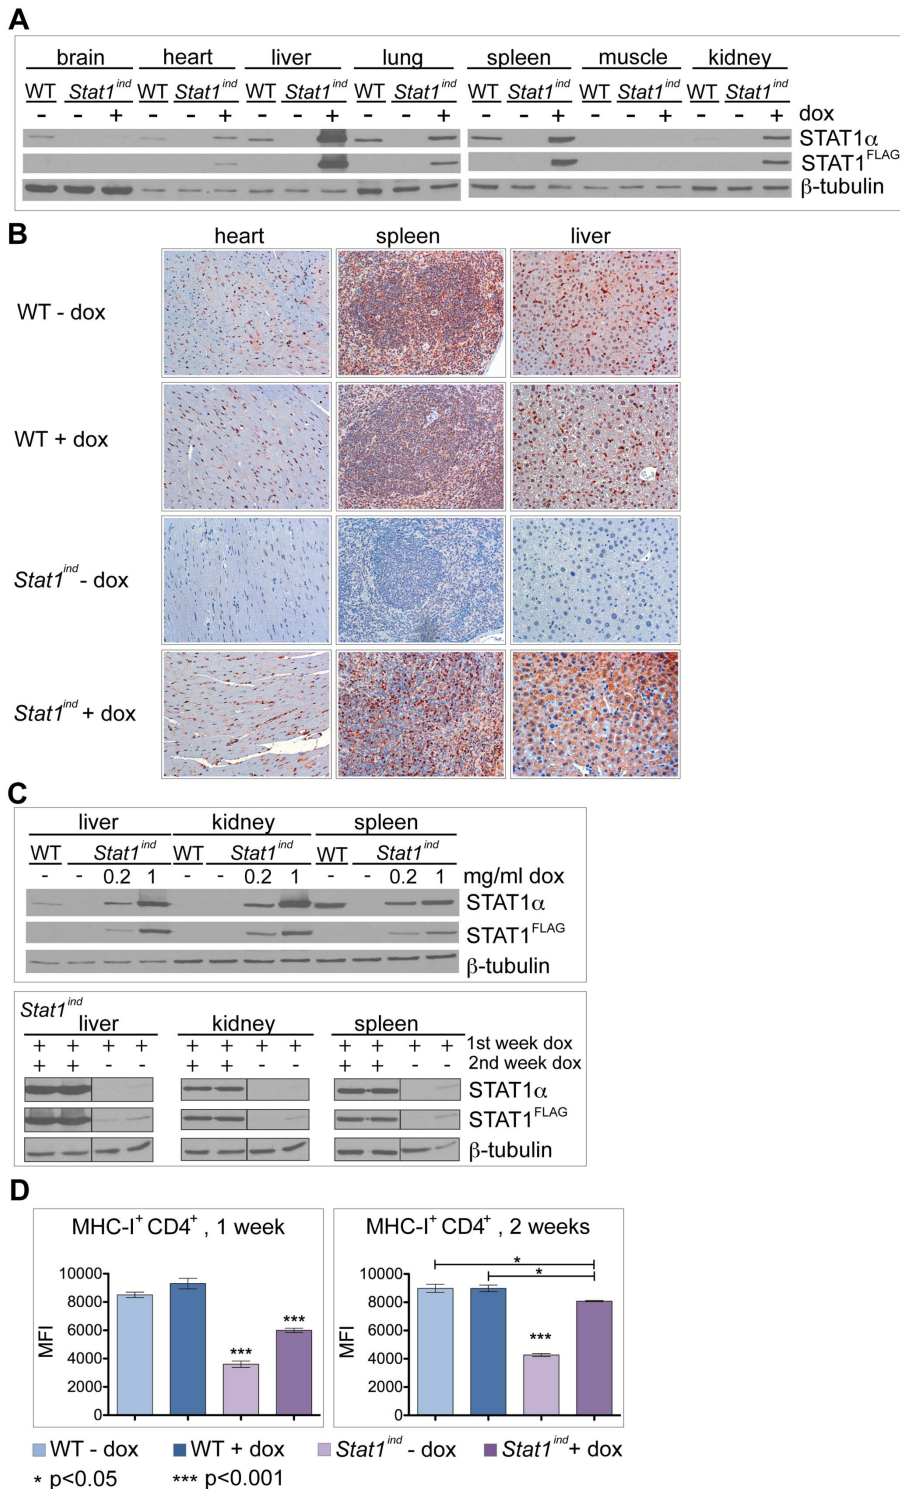 A
brain heart liver lung spleen muscle kidney
WT Stat1ind WT Stat1ind WT Stat1ind WT Stat1ind WT Stat1ind WT Stat1ind WT Stat1ind
- - + - - + - - + - - + - - + - - + - - + dox
STAT1α
STAT1FLAG
β-tubulin
B
heart spleen liver
WT - dox
WT + dox
Stat1ind - dox
Stat1ind + dox
C
liver kidney spleen
WT Stat1ind WT Stat1ind WT Stat1ind
- - 0.2 1 - - 0.2 1 - - 0.2 1 mg/ml dox
STAT1α
STAT1FLAG
β-tubulin
Stat1ind
liver kidney spleen
+ + + + + + + + + + + + 1st week dox
+ + - - + + - - + + - - 2nd week dox
STAT1α
STAT1FLAG
β-tubulin
D
MHC-I+ CD4+ , 1 week
MFI
10000
8000
6000
4000
2000
0
***
***
MHC-I+ CD4+ , 2 weeks
MFI
10000
8000
6000
4000
2000
0
*
*
***
WT - dox WT + dox Stat1ind - dox Stat1ind + dox
* p<0.05 *** p<0.001